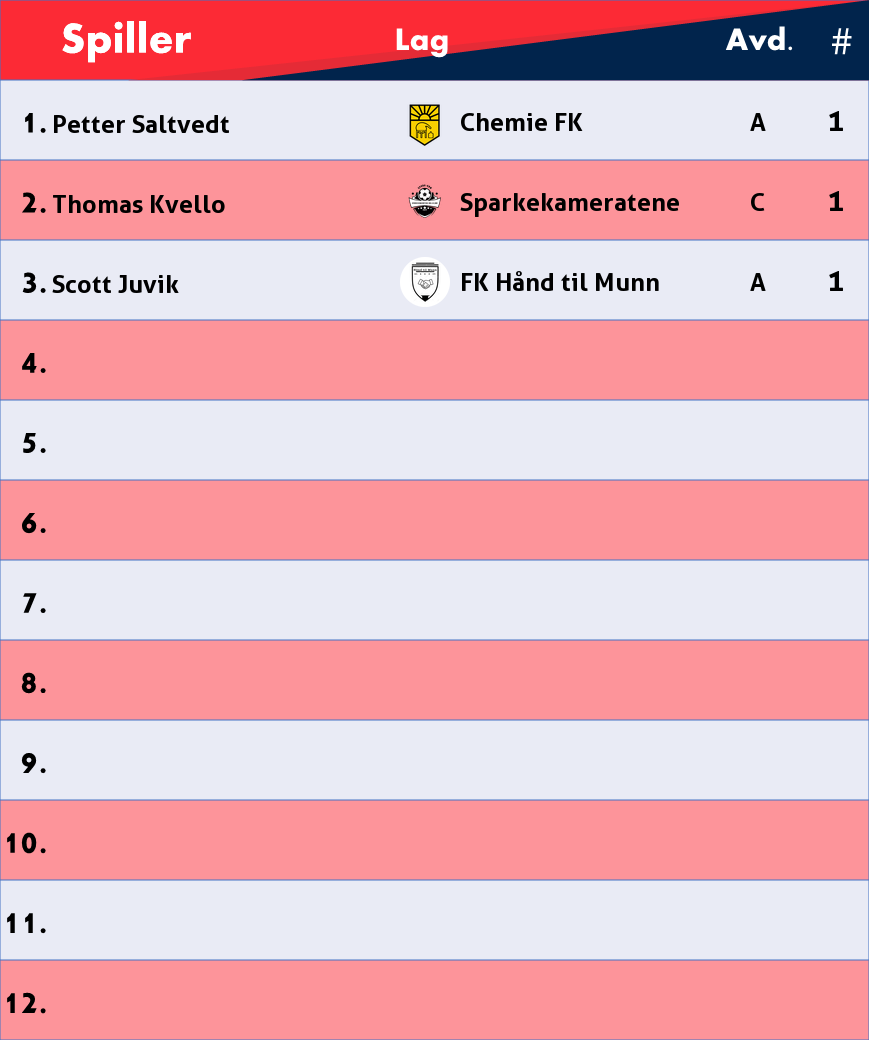 Spiller Lag Avd. #
1. Petter Saltvedt Chemie FK A 1
2. Thomas Kvello Sparkekameratene C 1
3. Scott Juvik FK Hånd til Munn A 1
4.
5.
6.
7.
8.
9.
10.
11.
12.